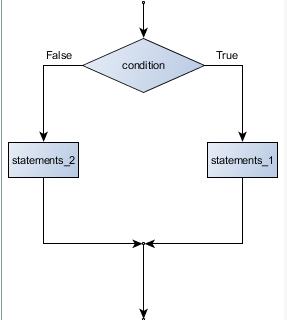 False
True
condition
statements_2
statements_1